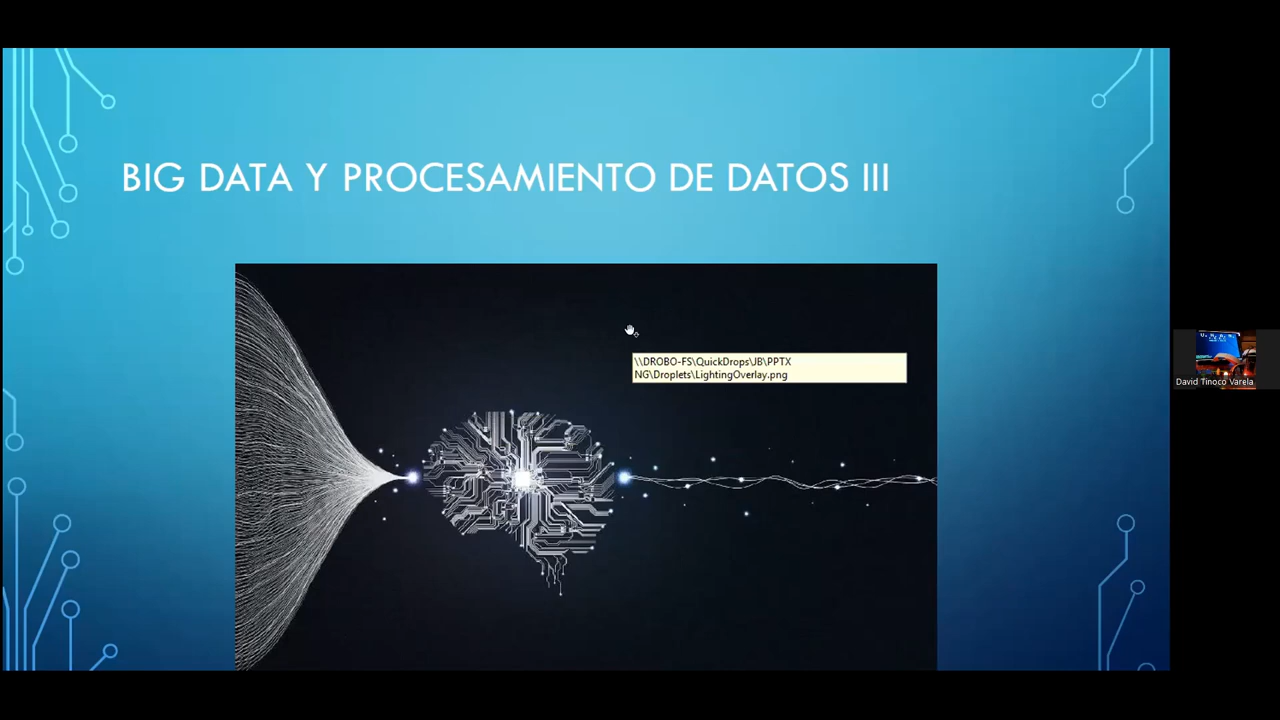 BIG DATA Y PROCESAMIENTO DE DATOS III
\\DROBO-FS\QuickDrops\JB\PPTX
NG\Droplets\LightingOverlay.png
David Tinoco Varela